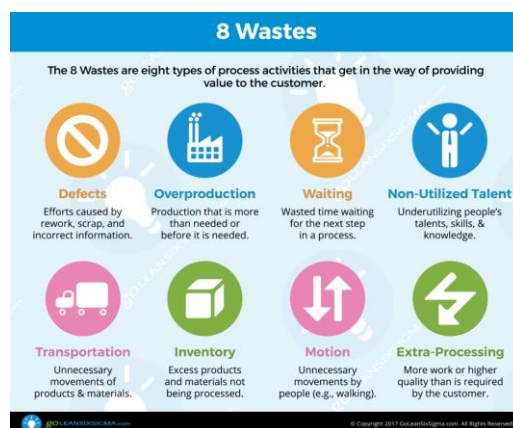 8 Wastes
The 8 Wastes are eight types of process activities that get in the way of providing
value to the customer.
Defects
Efforts caused by
rework, scrap, and
incorrect information.
Overproduction
Production that is more
than needed or
before it is needed.
Waiting
Wasted time waiting
for the next step
in a process.
Non-Utilized Talent
Underutilizing people's
talents, skills, &
knowledge.
Transportation
Unnecessary
movements of
products & materials.
Inventory
Excess products
and materials not
being processed.
Motion
Unnecessary
movements by
people (e.g., walking).
Extra-Processing
More work or higher
quality than is required
by the customer.
goLEANSIXSIGMA.com
© Copyright 2017 GoLeanSixSigma.com. All Rights Reserved